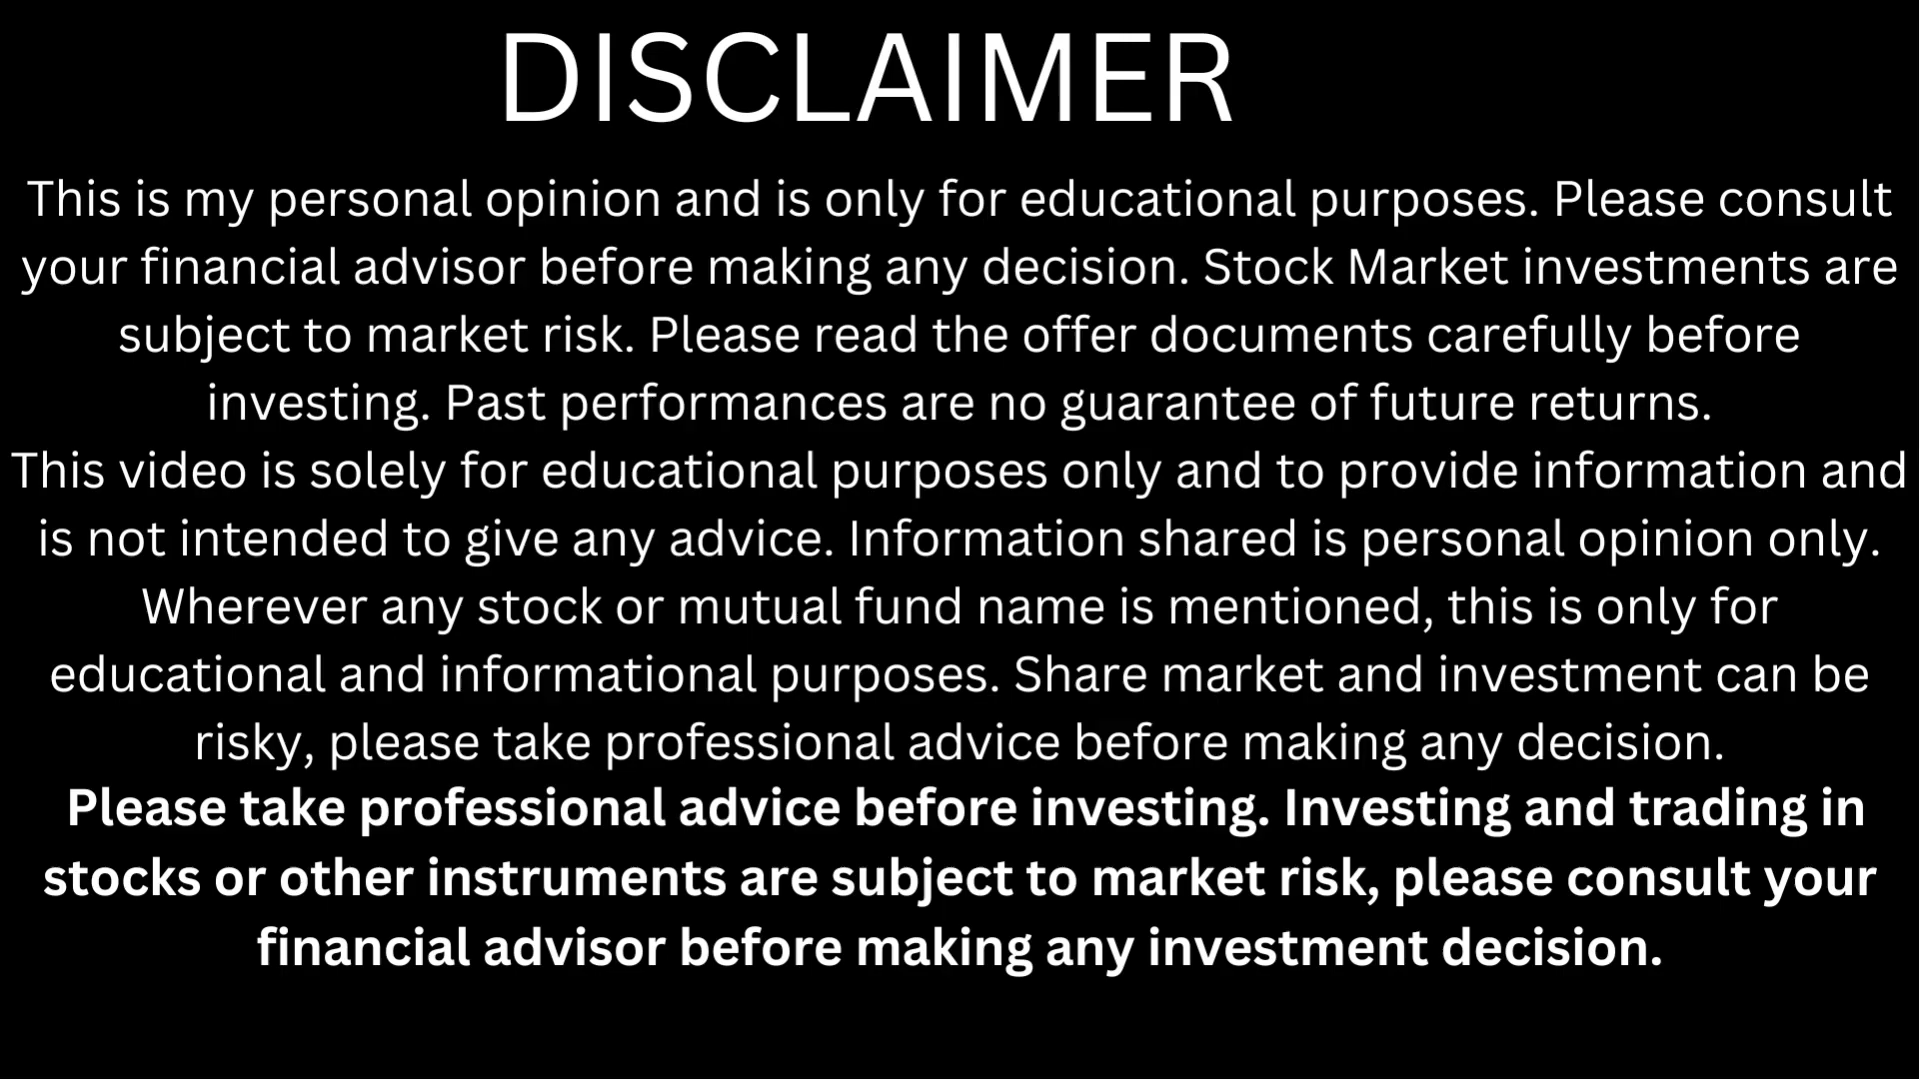 DISCLAIMER
This is my personal opinion and is only for educational purposes. Please consult
your financial advisor before making any decision. Stock Market investments are
subject to market risk. Please read the offer documents carefully before
investing. Past performances are no guarantee of future returns.
This video is solely for educational purposes only and to provide information and
is not intended to give any advice. Information shared is personal opinion only.
Wherever any stock or mutual fund name is mentioned, this is only for
educational and informational purposes. Share market and investment can be
risky, please take professional advice before making any decision.
Please take professional advice before investing. Investing and trading in
stocks or other instruments are subject to market risk, please consult your
financial advisor before making any investment decision.